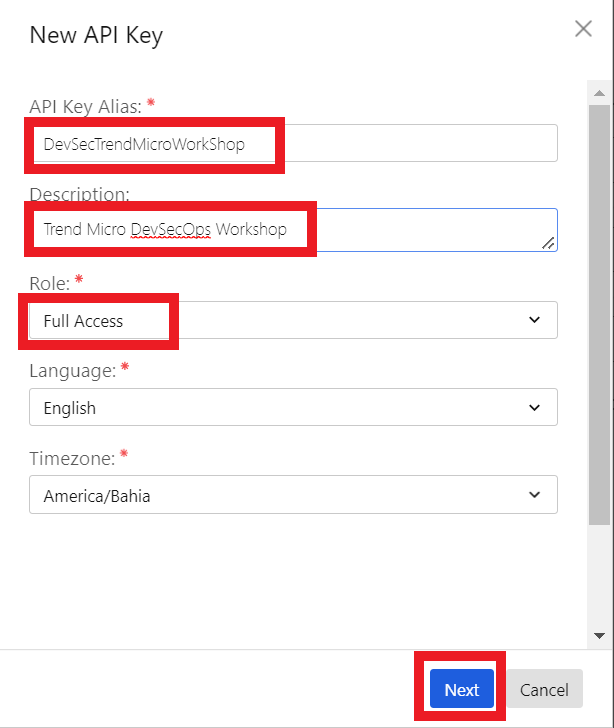 New API Key
API Key Alias: *
DevSecTrendMicroWorkShop
Description:
Trend Micro DevSecOps Workshop
Role: *
Full Access
Language: *
English
Timezone: *
America/Bahia
Next
Cancel